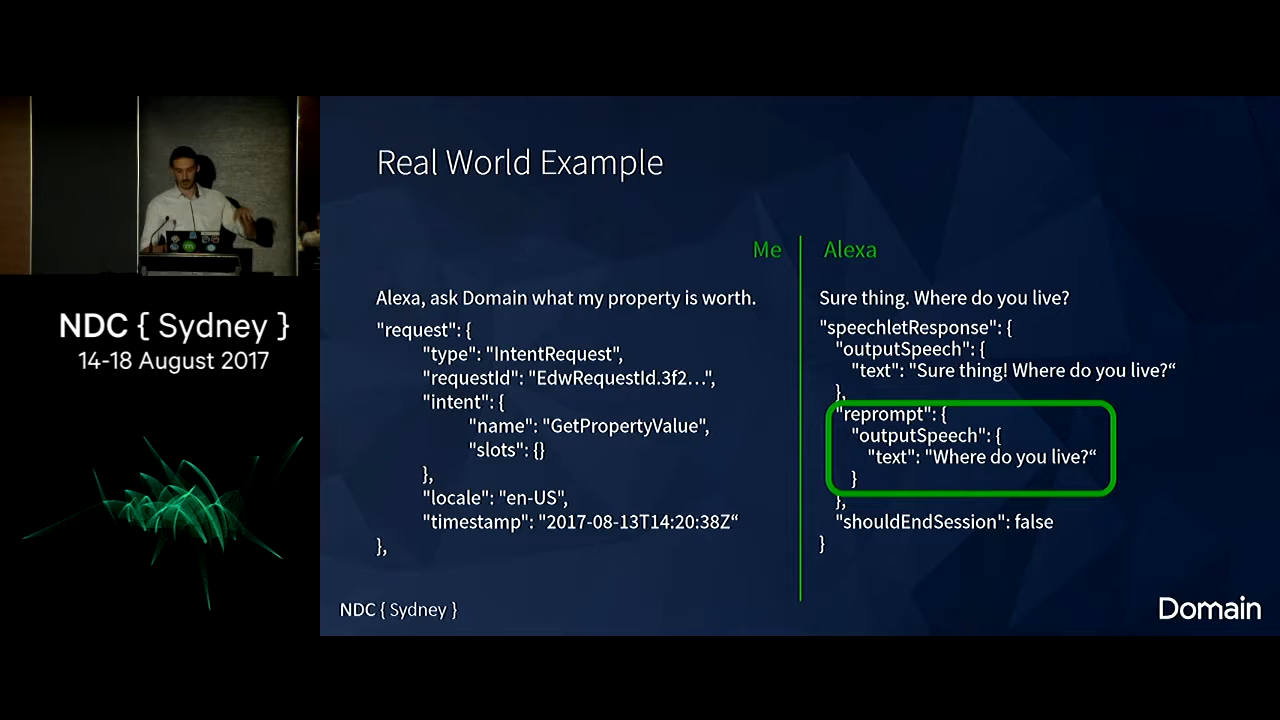 NDC { Sydney }
14-18 August 2017
Real World Example
Me
Alexa, ask Domain what my property is worth.
"request": {
"type": "IntentRequest",
"requestId": "EdwRequestId.3f2…",
"intent": {
"name": "GetPropertyValue",
"slots": {}
},
"locale": "en-US",
"timestamp": "2017-08-13T14:20:38Z“
},
Alexa
Sure thing. Where do you live?
"speechletResponse": {
"outputSpeech": {
"text": "Sure thing! Where do you live?“
},
"reprompt": {
"outputSpeech": {
"text": "Where do you live?“
}
},
"shouldEndSession": false
}
NDC { Sydney }
Domain